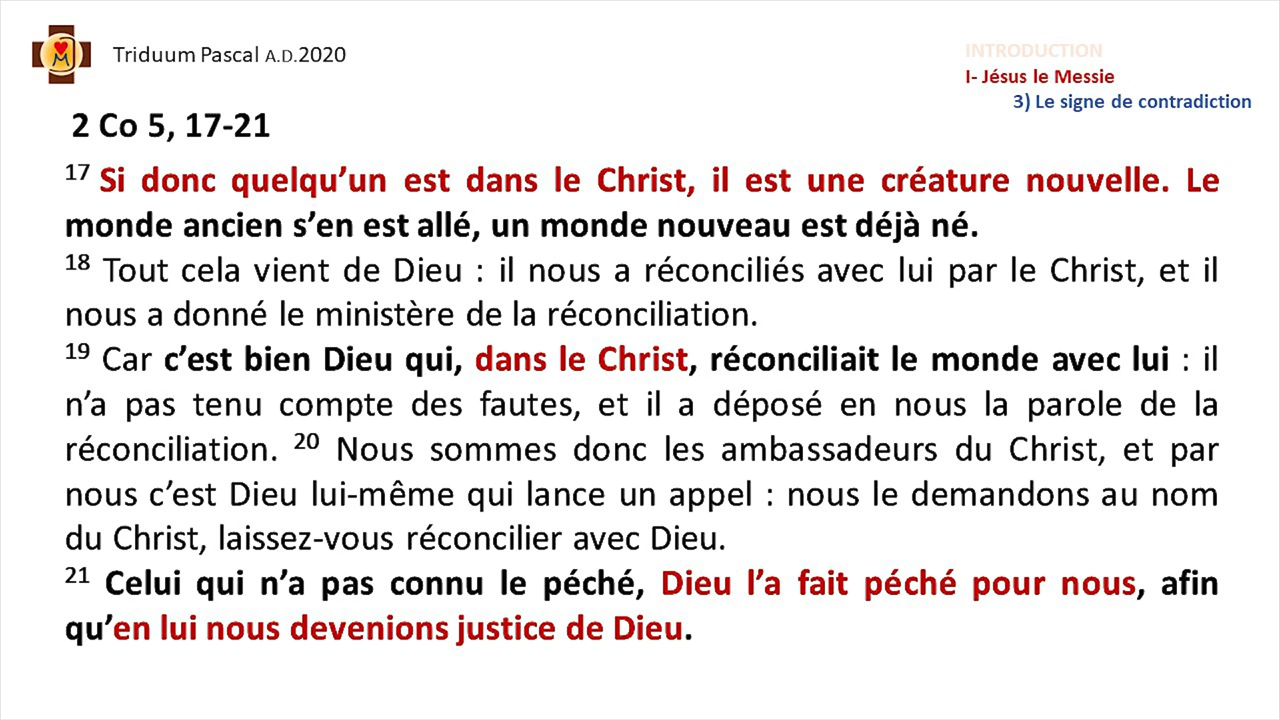 Triduum Pascal A.D.2020
INTRODUCTION
I- Jésus le Messie
3) Le signe de contradiction
2 Co 5, 17-21
17 Si donc quelqu’un est dans le Christ, il est une créature nouvelle. Le
monde ancien s’en est allé, un monde nouveau est déjà né.
18 Tout cela vient de Dieu : il nous a réconciliés avec lui par le Christ, et il
nous a donné le ministère de la réconciliation.
19 Car c’est bien Dieu qui, dans le Christ, réconciliait le monde avec lui : il
n’a pas tenu compte des fautes, et il a déposé en nous la parole de la
réconciliation. 20 Nous sommes donc les ambassadeurs du Christ, et par
nous c’est Dieu lui-même qui lance un appel : nous le demandons au nom
du Christ, laissez-vous réconcilier avec Dieu.
21 Celui qui n’a pas connu le péché, Dieu l’a fait péché pour nous, afin
qu’en lui nous devenions justice de Dieu.